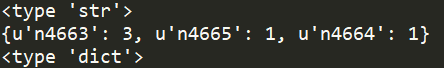 <type 'str'>
{u'n4663': 3, u'n4665': 1, u'n4664': 1}
<type 'dict'>